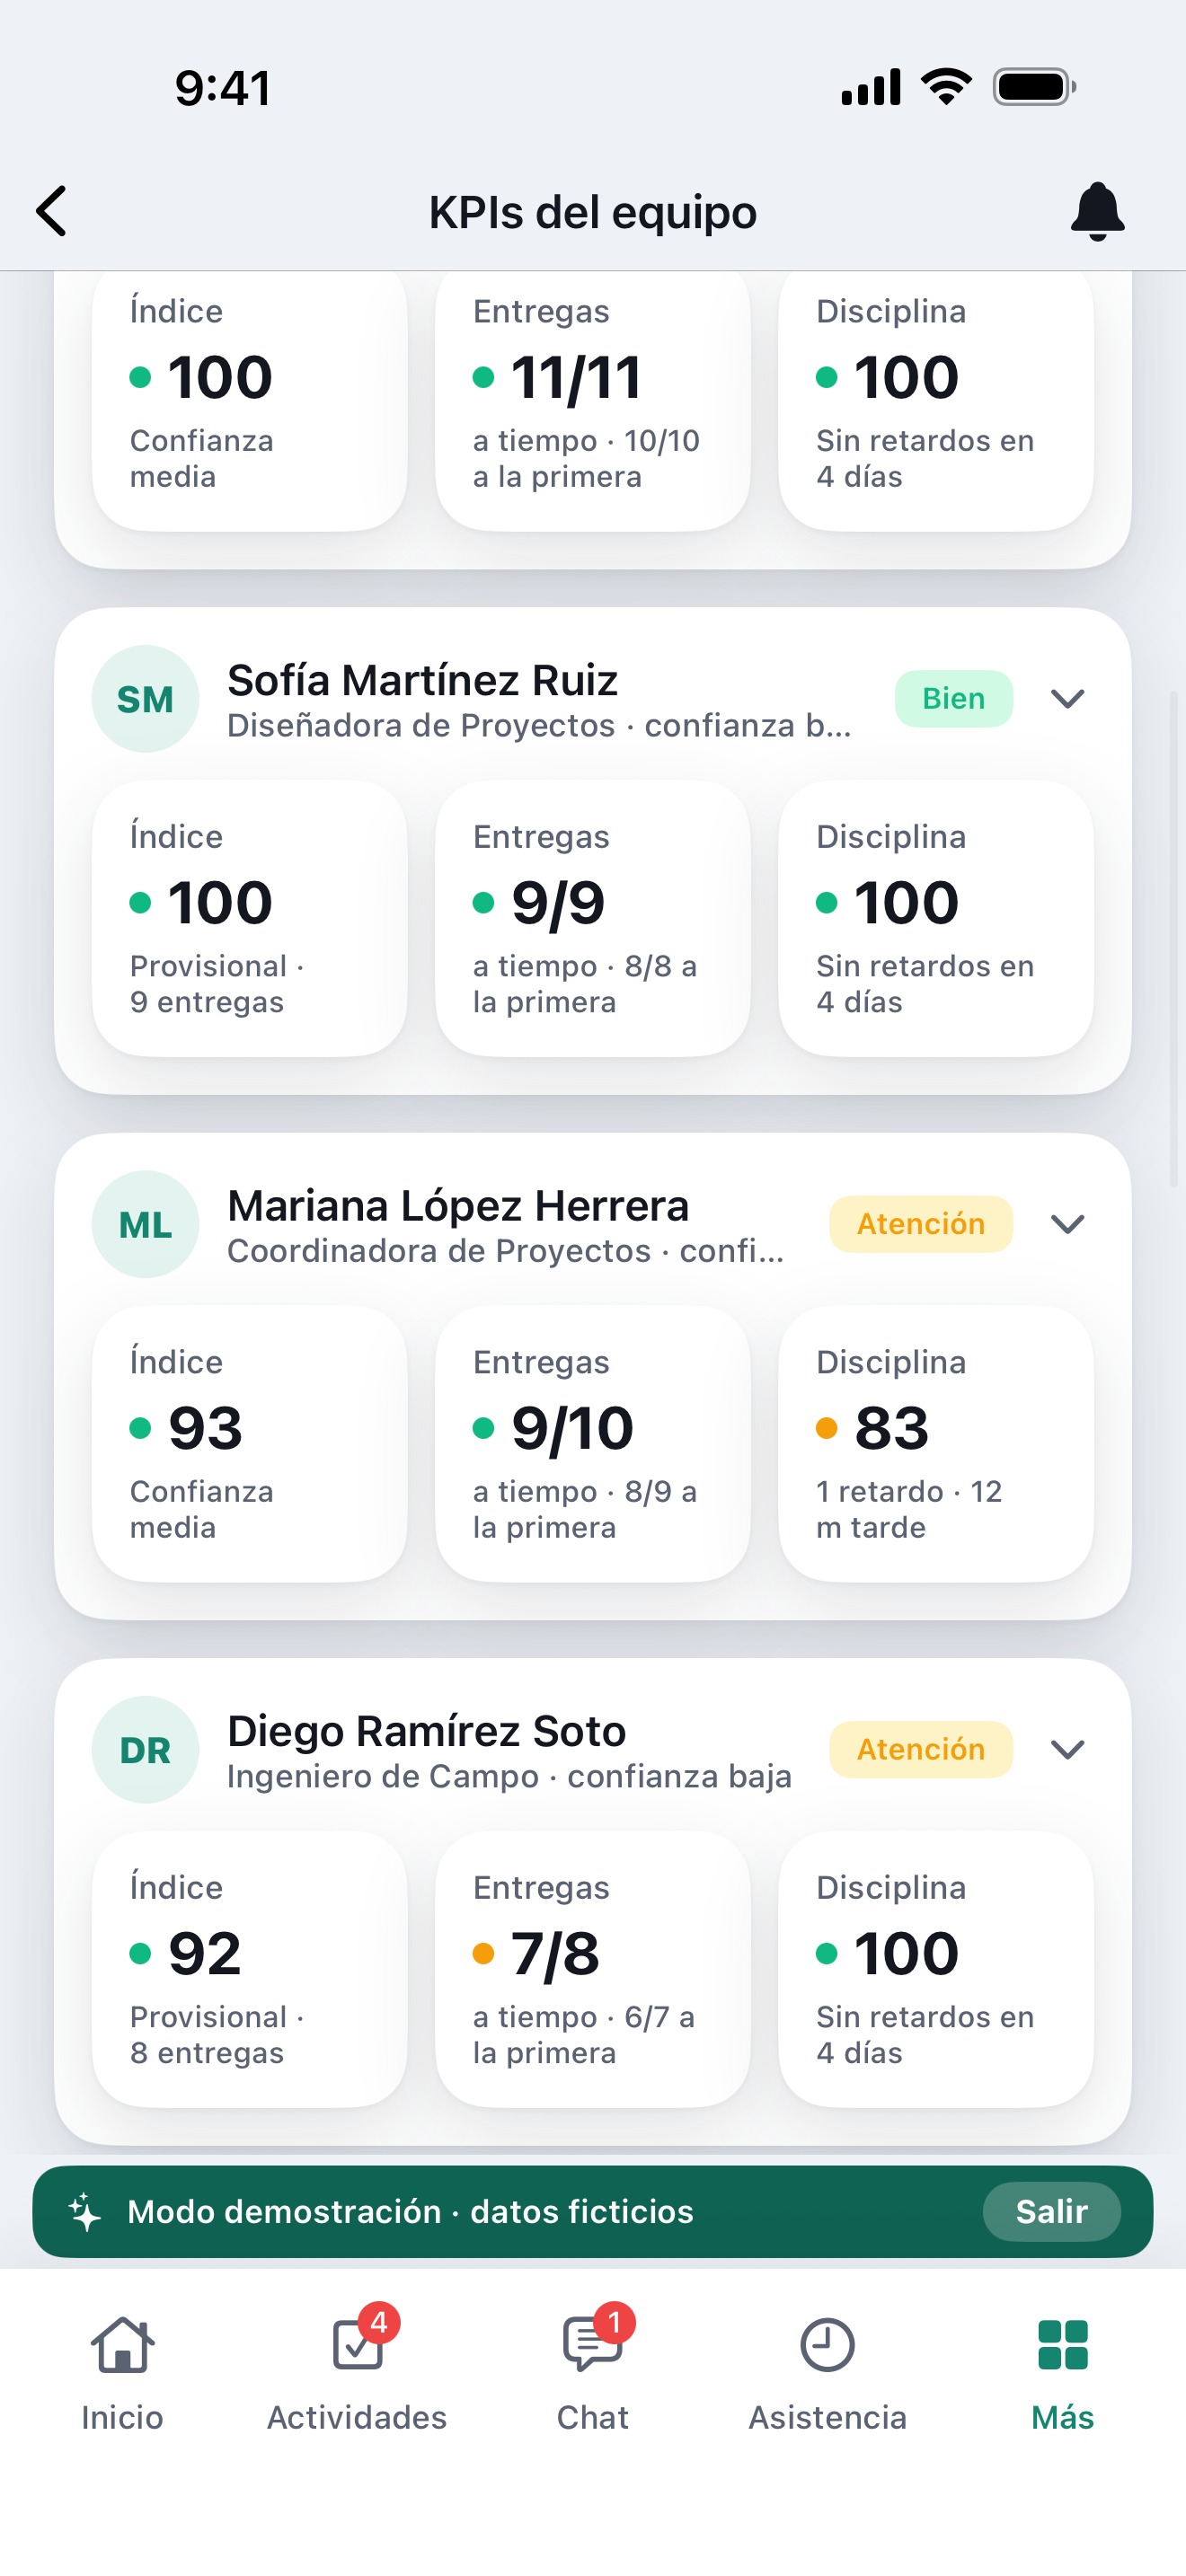 9:41
KPIs del equipo
Índice
100
Confianza
media
Entregas
11/11
a tiempo · 10/10
a la primera
Disciplina
100
Sin retardos en
4 días
SM
Sofía Martínez Ruiz
Diseñadora de Proyectos · confianza b...
Bien
Índice
100
Provisional ·
9 entregas
Entregas
9/9
a tiempo · 8/8 a
la primera
Disciplina
100
Sin retardos en
4 días
ML
Mariana López Herrera
Coordinadora de Proyectos · confi...
Atención
Índice
93
Confianza
media
Entregas
9/10
a tiempo · 8/9 a
la primera
Disciplina
83
1 retardo · 12
m tarde
DR
Diego Ramírez Soto
Ingeniero de Campo · confianza baja
Atención
Índice
92
Provisional ·
8 entregas
Entregas
7/8
a tiempo · 6/7 a
la primera
Disciplina
100
Sin retardos en
4 días
Modo demostración · datos ficticios
Salir
4
1
Inicio
Actividades
Chat
Asistencia
Más